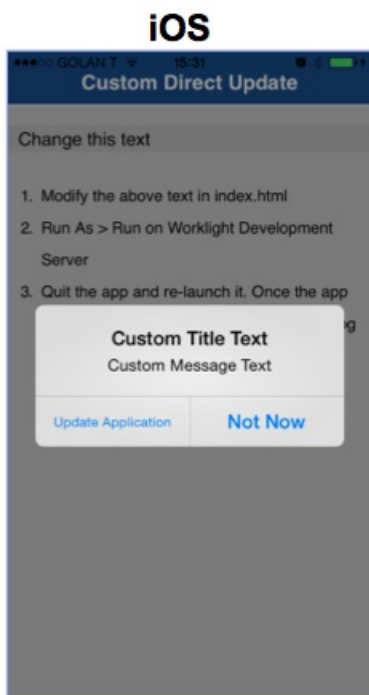 iOS
GOLAN T 15:31
Custom Direct Update
Change this text
1. Modify the above text in index.html
2. Run As > Run on Worklight Development
Server
3. Quit the app and re-launch it. Once the app
Custom Title Text
Custom Message Text
Update Application Not Now